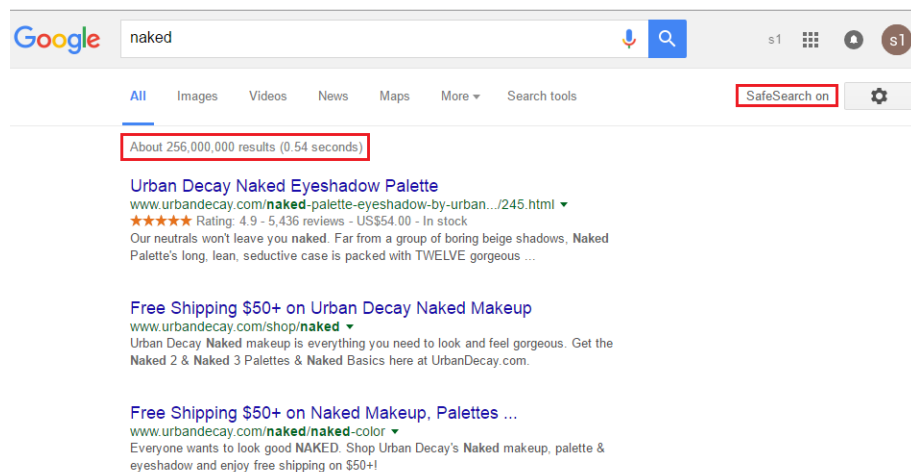 Google naked s1 s1
All Images Videos News Maps More Search tools SafeSearch on
About 256,000,000 results (0.54 seconds)
Urban Decay Naked Eyeshadow Palette
www.urbandecay.com/naked-palette-eyeshadow-by-urban.../245.html
Rating: 4.9 - 5,436 reviews - US$54.00 - In stock
Our neutrals won't leave you naked. Far from a group of boring beige shadows, Naked
Palette's long, lean, seductive case is packed with TWELVE gorgeous ...
Free Shipping $50+ on Urban Decay Naked Makeup
www.urbandecay.com/shop/naked
Urban Decay Naked makeup is everything you need to look and feel gorgeous. Get the
Naked 2 & Naked 3 Palettes & Naked Basics here at UrbanDecay.com.
Free Shipping $50+ on Naked Makeup, Palettes ...
www.urbandecay.com/naked/naked-color
Everyone wants to look good NAKED. Shop Urban Decay's Naked makeup, palette &
eyeshadow and enjoy free shipping on $50+!